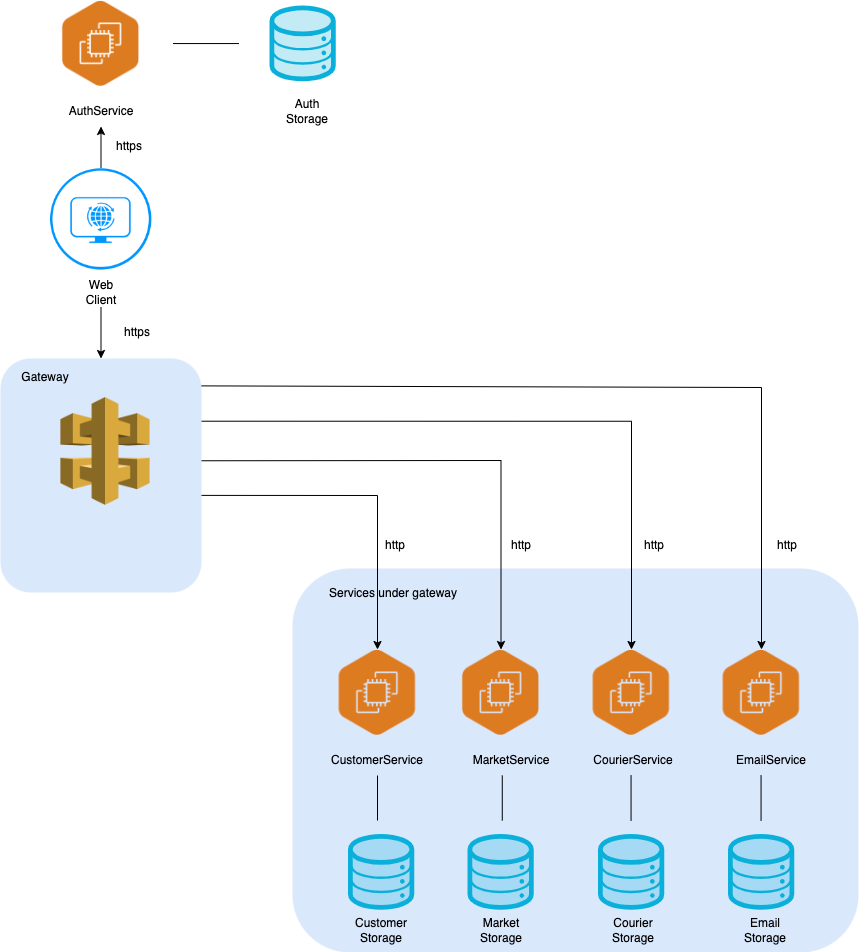 AuthService
Auth
Storage
https
Web
Client
https
Gateway
http
http
http
http
Services under gateway
CustomerService
MarketService
CourierService
EmailService
Customer
Storage
Market
Storage
Courier
Storage
Email
Storage